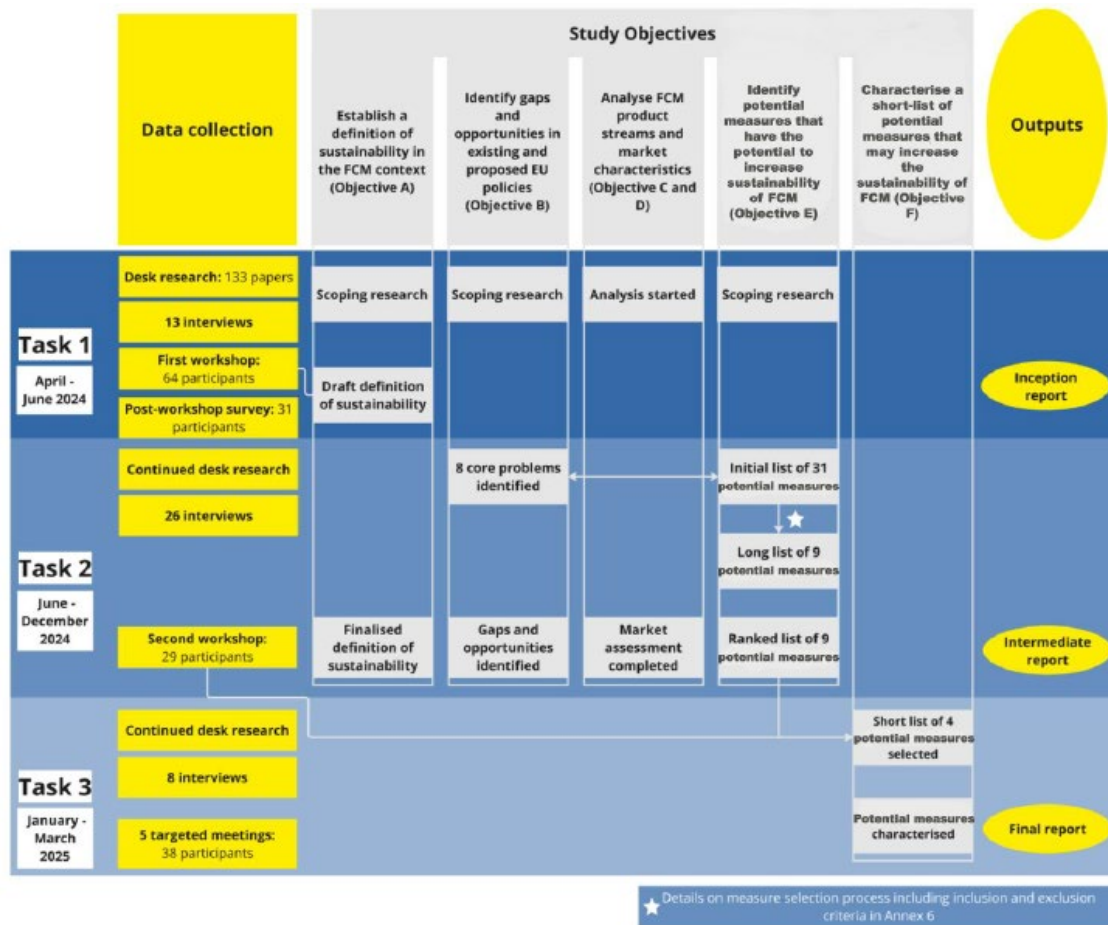 Study Objectives
Data collection
Establish a
definition of
sustainability in
the FCM context
(Objective A)
Identify gaps
and
opportunities in
existing and
proposed EU
policies
(Objective B)
Analyse FCM
product
streams and
market
characteristics
(Objective C and
D)
Identify
potential
measures that
have the
potential to
increase
sustainability
of FCM
(Objective E)
Characterise a
short-list of
potential
measures that
may increase
the
sustainability of
FCM (Objective
F)
Outputs
Task 1
April -
June 2024
Desk research: 133 papers
13 interviews
First workshop:
64 participants
Post-workshop survey: 31
participants
Scoping research
Scoping research
Analysis started
Scoping research
Draft definition
of sustainability
Inception
report
Task 2
June -
December
2024
Continued desk research
26 interviews
Second workshop:
29 participants
8 core problems
identified
Initial list of 31
potential measures
Long list of 9
potential measures
Finalised
definition of
sustainability
Gaps and
opportunities
identified
Market
assessment
completed
Ranked list of 9
potential measures
Intermediate
report
Task 3
January -
March
2025
Continued desk research
8 interviews
5 targeted meetings:
38 participants
Short list of 4
potential measures
selected
Potential measures
characterised
Final report
Details on measure selection process including inclusion and exclusion
criteria in Annex 6